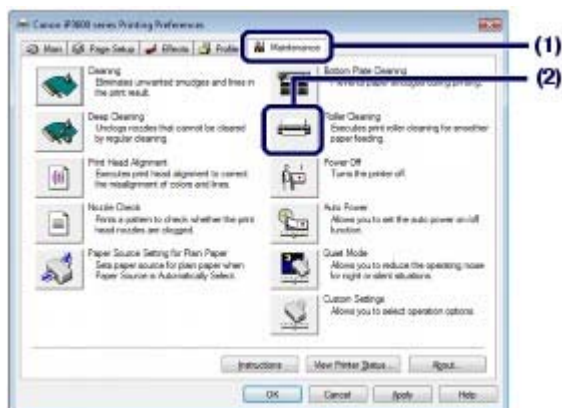 Canon iP3600 series Printing Preferences
Main Page Setup Effects Profile Maintenance
(1)
(2)
Cleaning
Eliminates unwanted smudges and lines in
the print result.
Bottom Plate Cleaning
Prevents paper smudges during printing.
Deep Cleaning
Unclogs nozzles that cannot be cleared
by regular cleaning.
Roller Cleaning
Executes print roller cleaning for smoother
paper feeding.
Print Head Alignment
Executes print head alignment to correct
the misalignment of colors and lines.
Power Off
Turns the printer off.
Nozzle Check
Prints a pattern to check whether the print
head nozzles are clogged.
Auto Power
Allows you to set the auto power on/off
function.
Paper Source Setting for Plain Paper
Sets paper source for plain paper when
Paper Source is Automatically Select.
Quiet Mode
Allows you to reduce the operating noise
for night or silent situations.
Custom Settings
Allows you to select operation options.
Instructions View Printer Status... About...
OK Cancel Apply Help